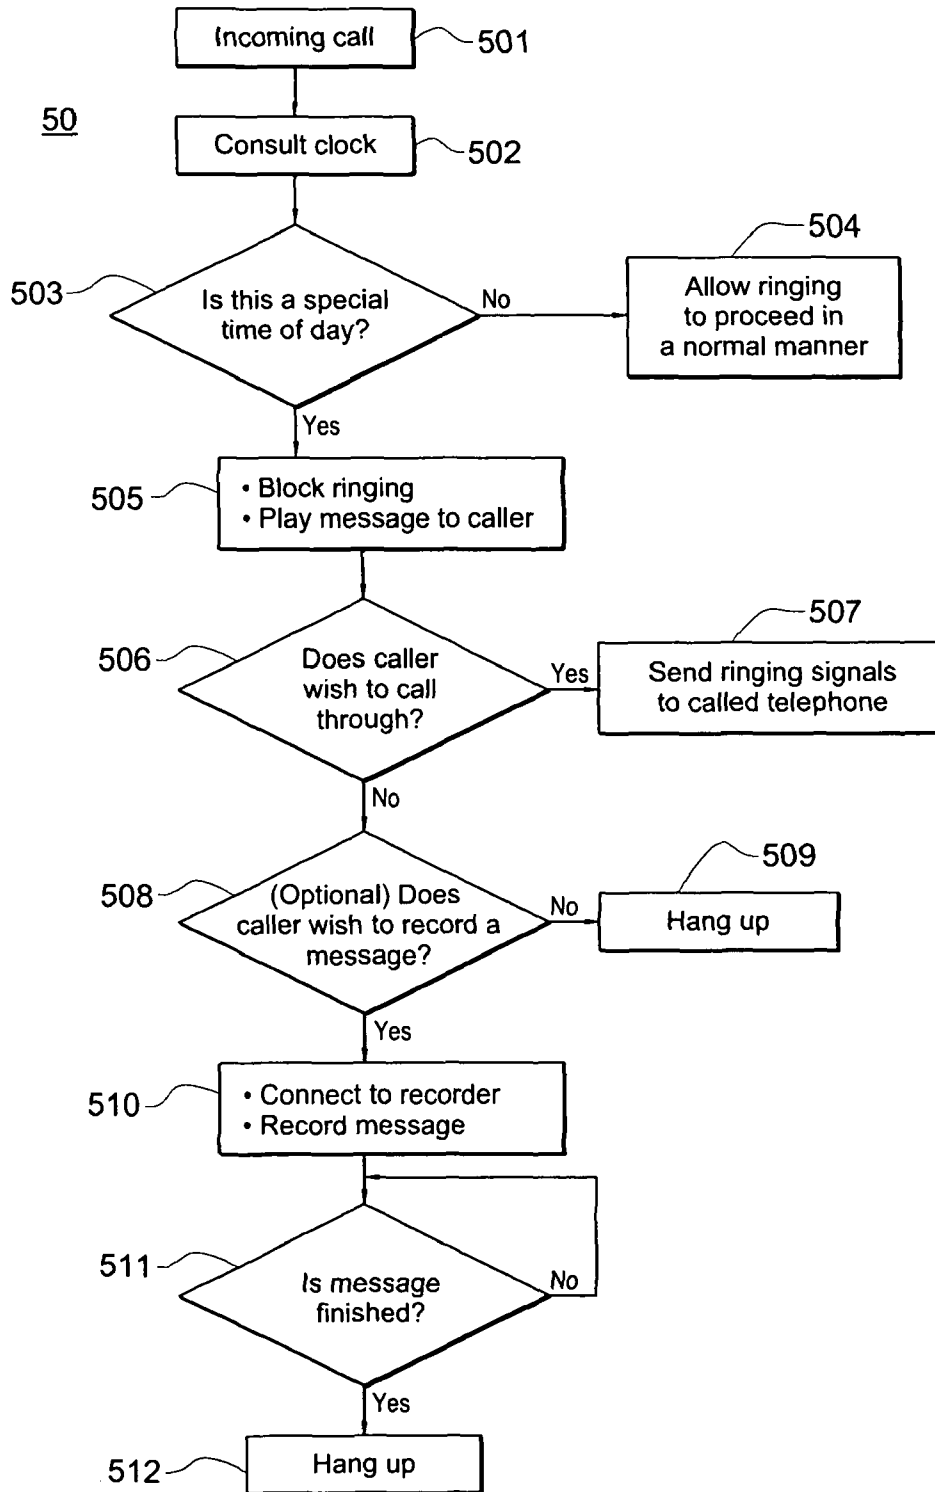 Incoming call
501
50
Consult clock
502
504
503
Is this a special
time of day?
No
Allow ringing
to proceed in
a normal manner
Yes
505
• Block ringing
• Play message to caller
507
506
Does caller
wish to call
through?
Yes
Send ringing signals
to called telephone
No
509
508
(Optional) Does
caller wish to record a
message?
No
Hang up
Yes
510
• Connect to recorder
• Record message
511
Is message
finished?
No
Yes
512
Hang up